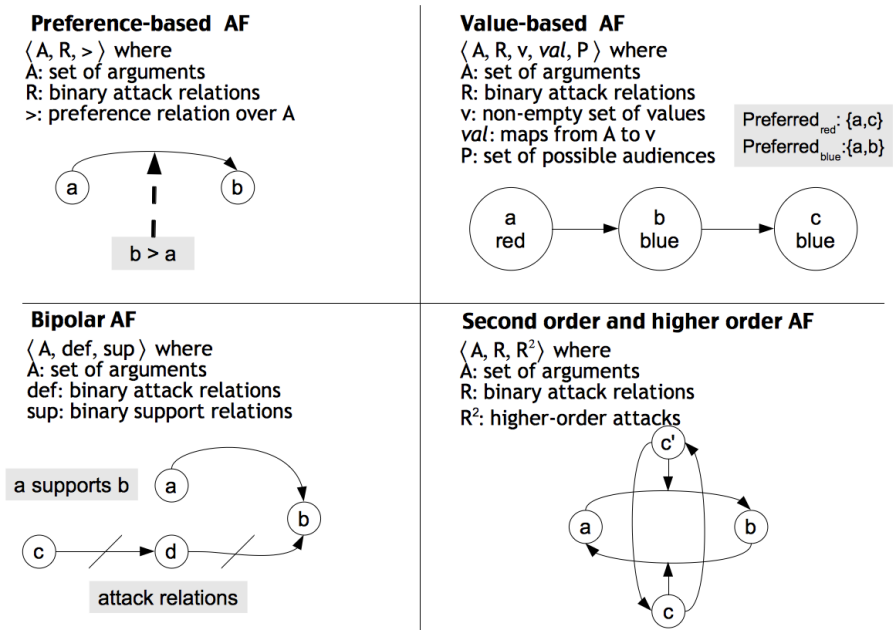 Preference-based AF
⟨ A, R, > ⟩ where
A: set of arguments
R: binary attack relations
>: preference relation over A
a
b
b > a
Value-based AF
⟨ A, R, v, val, P ⟩ where
A: set of arguments
R: binary attack relations
v: non-empty set of values
val: maps from A to v
P: set of possible audiences
Preferred_red: {a,c}
Preferred_blue:{a,b}
a
red
b
blue
c
blue
Bipolar AF
⟨ A, def, sup ⟩ where
A: set of arguments
def: binary attack relations
sup: binary support relations
a supports b
a
b
c
d
attack relations
Second order and higher order AF
⟨ A, R, R² ⟩ where
A: set of arguments
R: binary attack relations
R²: higher-order attacks
c'
a
b
c